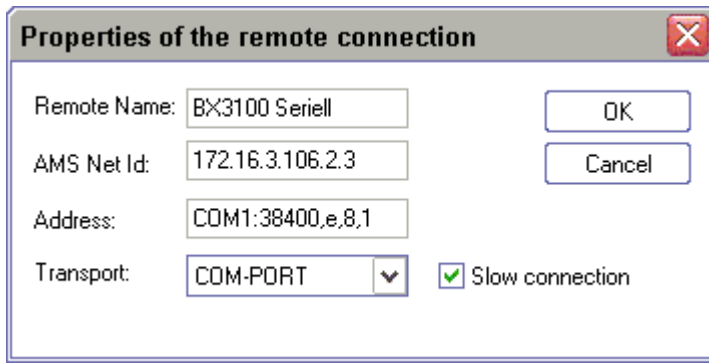 Properties of the remote connection
Remote Name: BX3100 Seriell OK
AMS Net Id: 172.16.3.106.2.3 Cancel
Address: COM1:38400,e,8,1
Transport: COM-PORT Slow connection